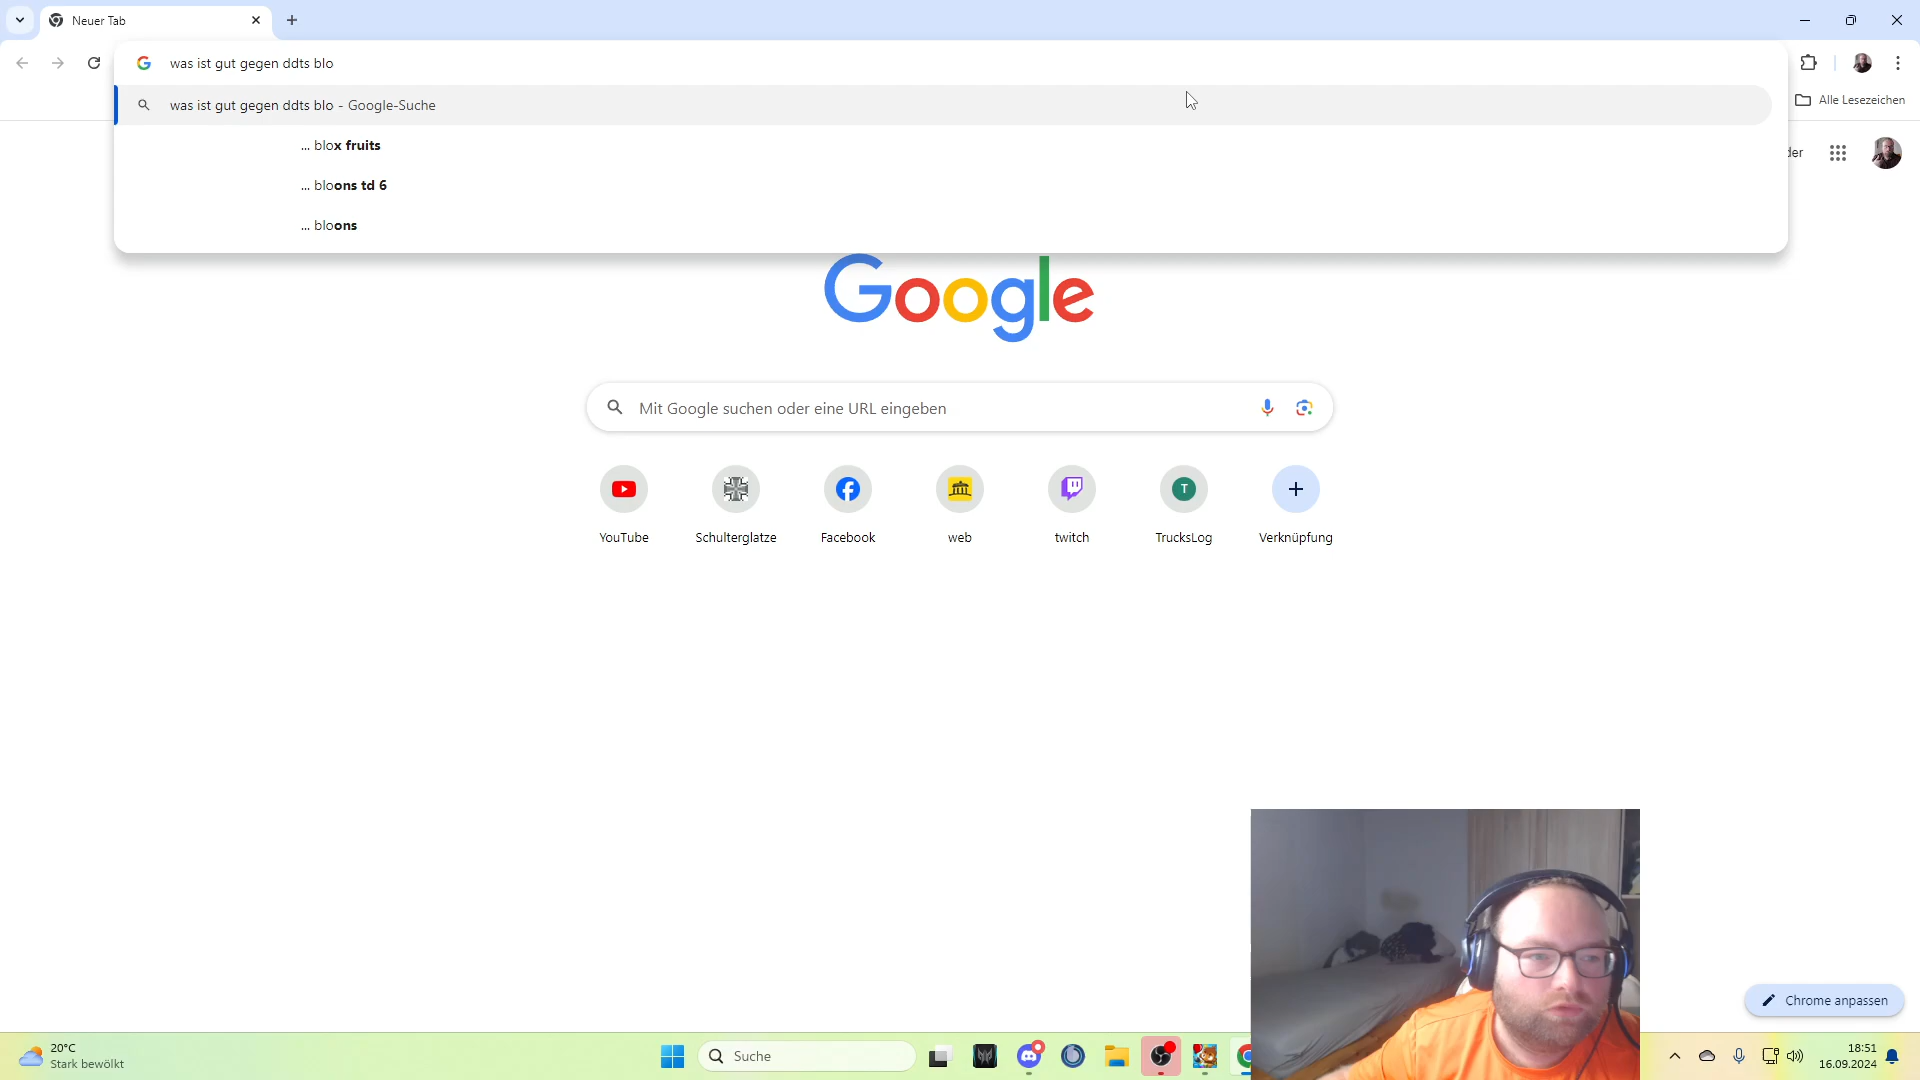 Neuer Tab
was ist gut gegen ddts blo
was ist gut gegen ddts blo - Google-Suche
... blox fruits
... bloons td 6
... bloons
Alle Lesezeichen
der
Google
Mit Google suchen oder eine URL eingeben
T
YouTube
Schulterglatze
Facebook
web
twitch
TrucksLog
Verknüpfung
Chrome anpassen
20°C
Stark bewölkt
Suche
18:51
16.09.2024